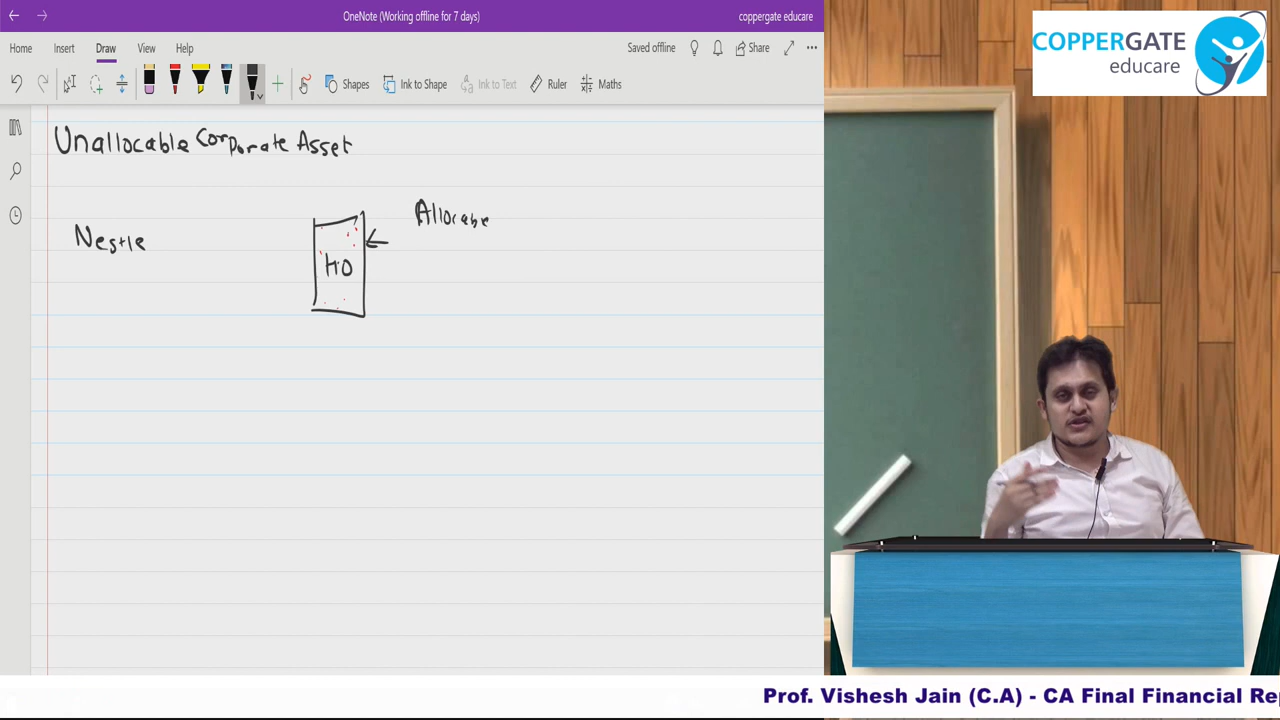 OneNote (Working offline for 7 days)
coppergate educare
Home Insert Draw View Help
Saved offline Share
Shapes Ink to Shape Ink to Text Ruler Maths
Unallocable Corporate Asset
Nestle
HO
Allocabe
COPPERGATE
educare
Prof. Vishesh Jain (C.A) - CA Final Financial Re